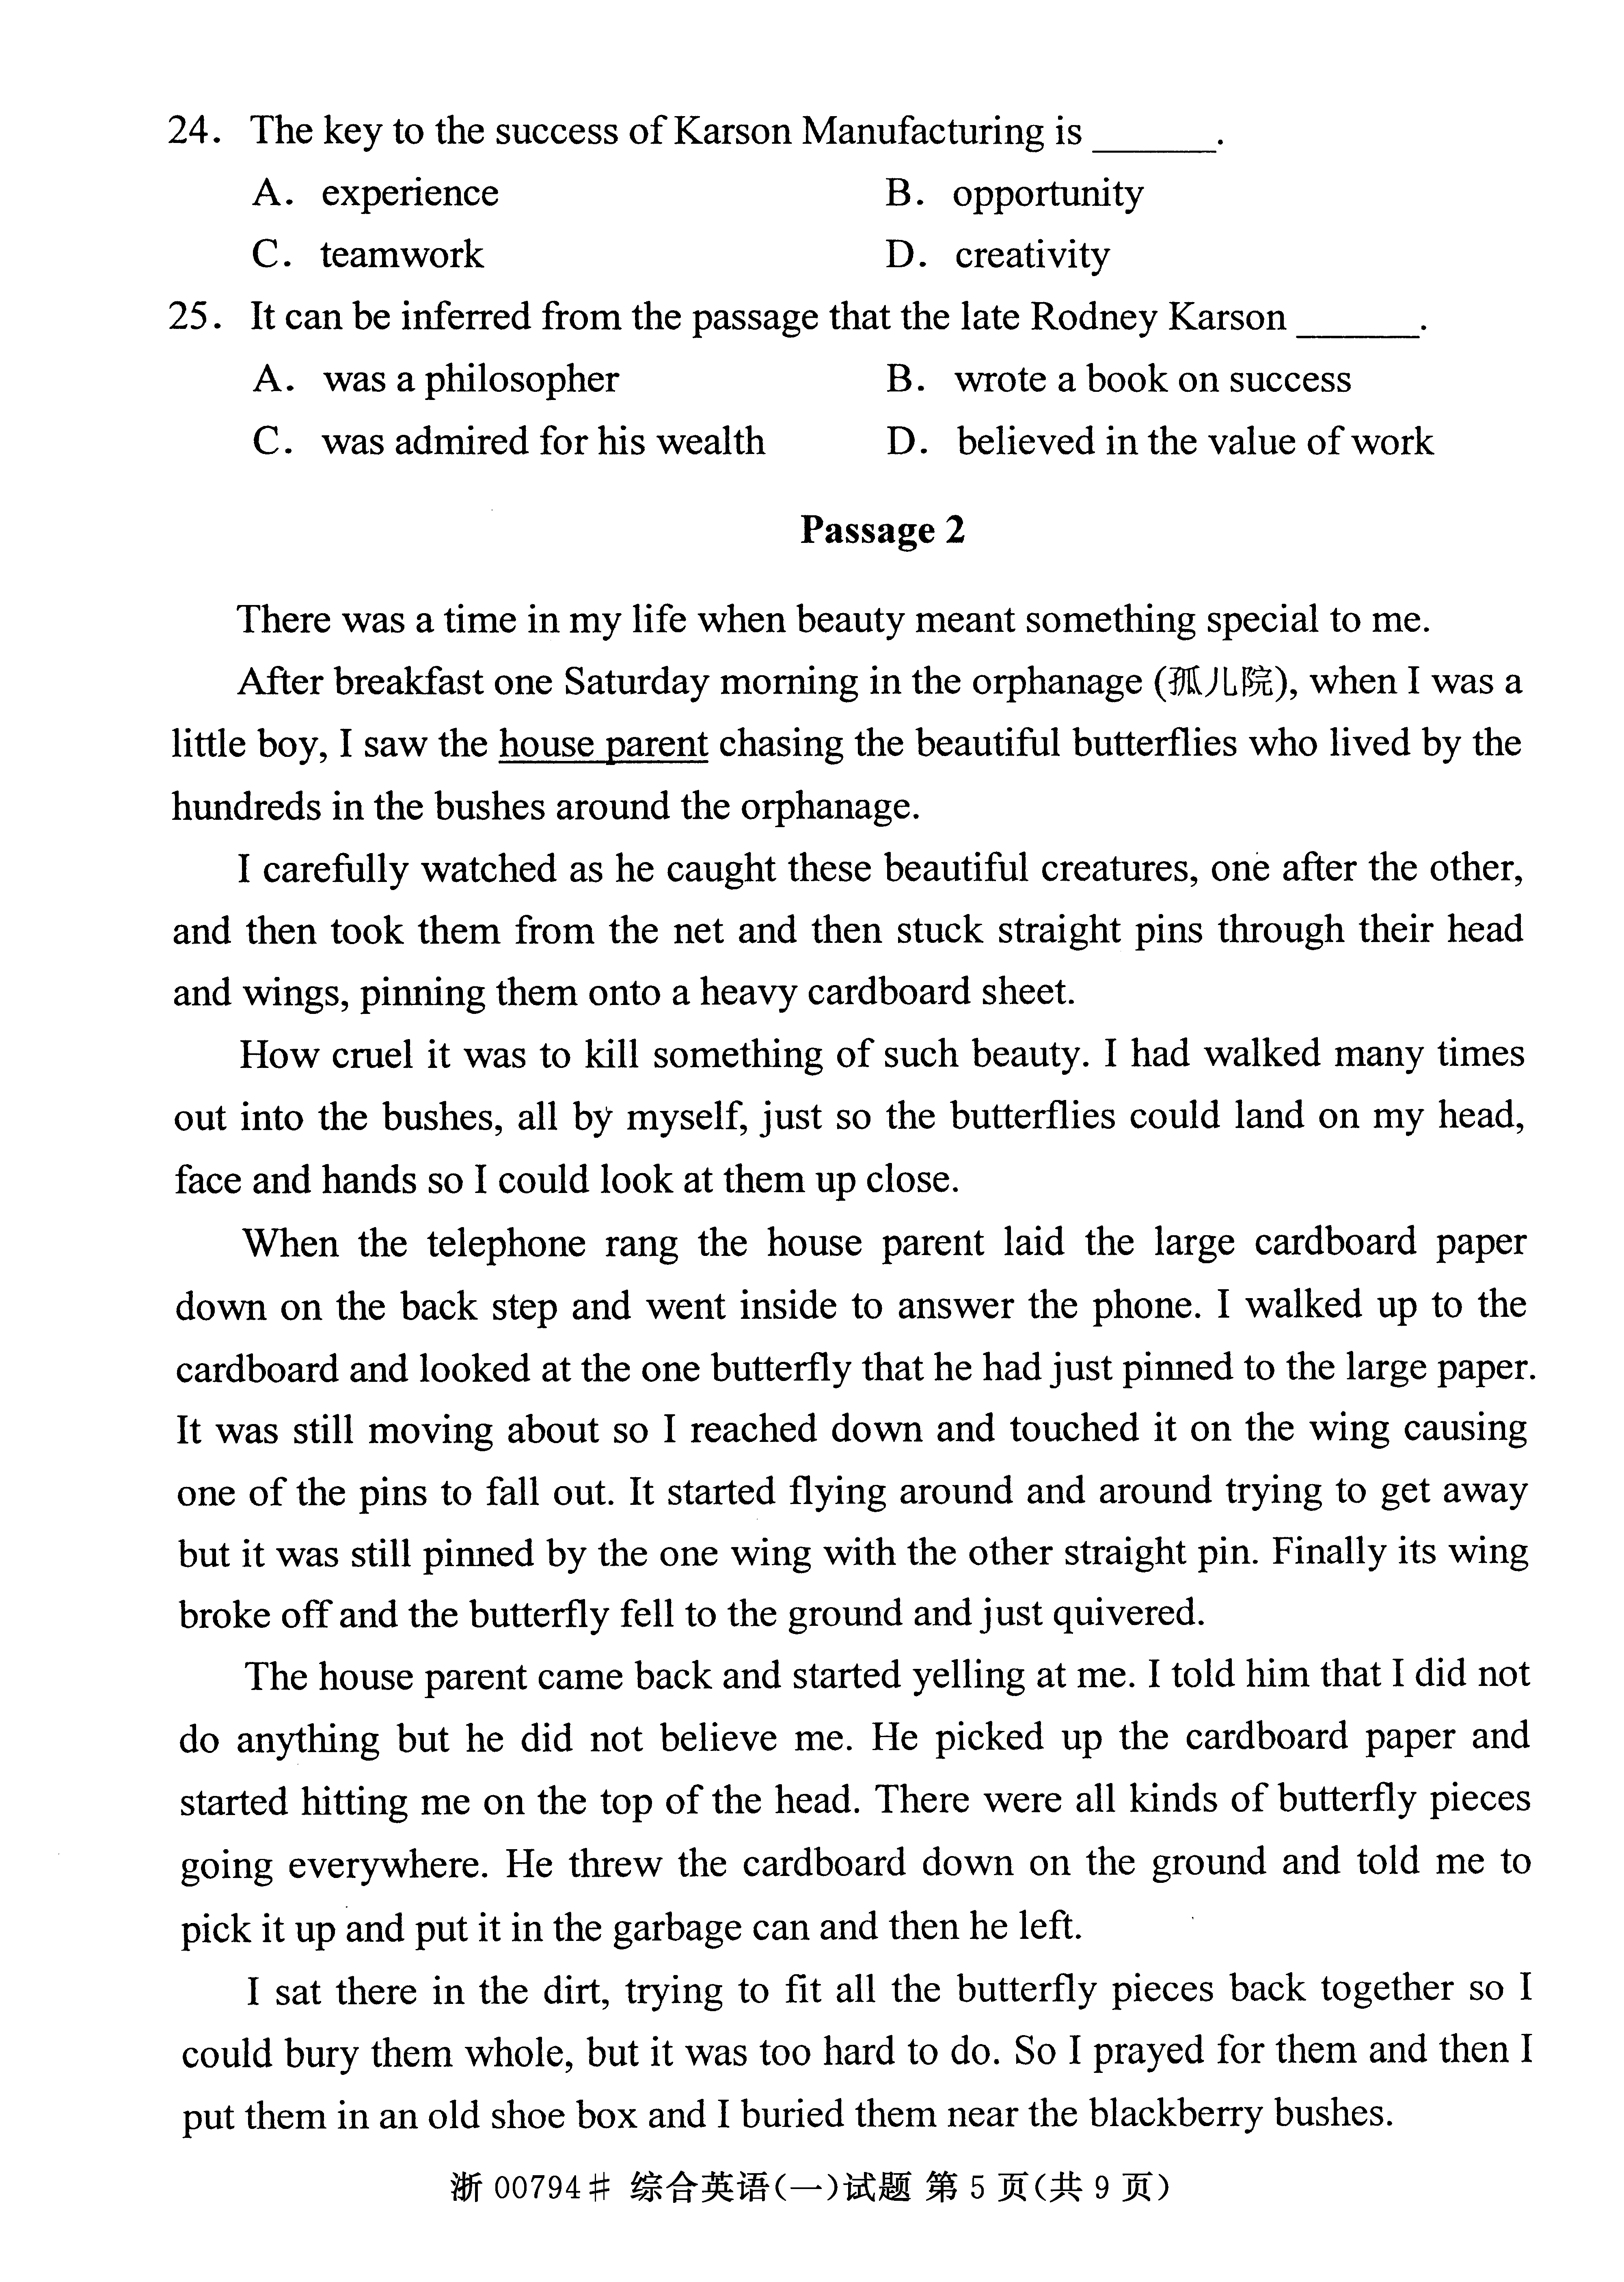 24. The key to the success of Karson Manufacturing is ______.
A. experience B. opportunity
C. teamwork D. creativity
25. It can be inferred from the passage that the late Rodney Karson ______.
A. was a philosopher B. wrote a book on success
C. was admired for his wealth D. believed in the value of work
Passage 2
There was a time in my life when beauty meant something special to me.
After breakfast one Saturday morning in the orphanage (孤儿院), when I was a
little boy, I saw the house parent chasing the beautiful butterflies who lived by the
hundreds in the bushes around the orphanage.
I carefully watched as he caught these beautiful creatures, one after the other,
and then took them from the net and then stuck straight pins through their head
and wings, pinning them onto a heavy cardboard sheet.
How cruel it was to kill something of such beauty. I had walked many times
out into the bushes, all by myself, just so the butterflies could land on my head,
face and hands so I could look at them up close.
When the telephone rang the house parent laid the large cardboard paper
down on the back step and went inside to answer the phone. I walked up to the
cardboard and looked at the one butterfly that he had just pinned to the large paper.
It was still moving about so I reached down and touched it on the wing causing
one of the pins to fall out. It started flying around and around trying to get away
but it was still pinned by the one wing with the other straight pin. Finally its wing
broke off and the butterfly fell to the ground and just quivered.
The house parent came back and started yelling at me. I told him that I did not
do anything but he did not believe me. He picked up the cardboard paper and
started hitting me on the top of the head. There were all kinds of butterfly pieces
going everywhere. He threw the cardboard down on the ground and told me to
pick it up and put it in the garbage can and then he left.
I sat there in the dirt, trying to fit all the butterfly pieces back together so I
could bury them whole, but it was too hard to do. So I prayed for them and then I
put them in an old shoe box and I buried them near the blackberry bushes.
浙 00794# 综合英语(一)试题 第 5 页(共 9 页)